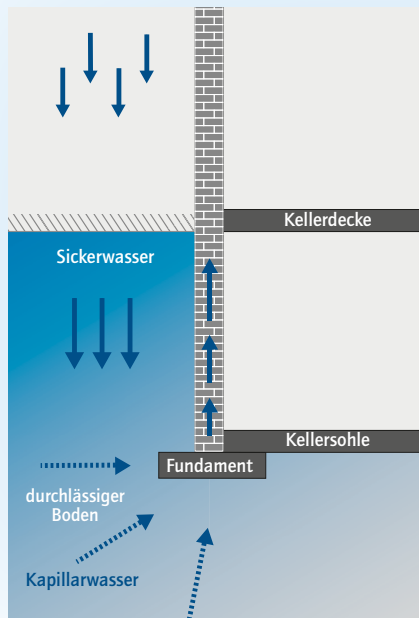 Kellerdecke
Sickerwasser
Kellersohle
Fundament
durchlässiger
Boden
Kapillarwasser